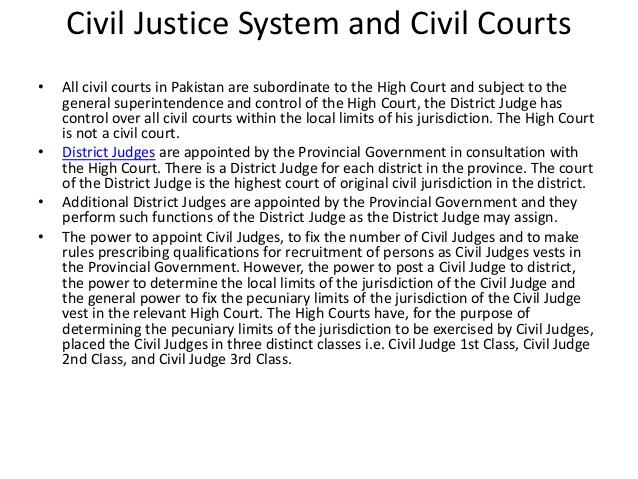 Civil Justice System and Civil Courts
• All civil courts in Pakistan are subordinate to the High Court and subject to the
general superintendence and control of the High Court, the District Judge has
control over all civil courts within the local limits of his jurisdiction. The High Court
is not a civil court.
• District Judges are appointed by the Provincial Government in consultation with
the High Court. There is a District Judge for each district in the province. The court
of the District Judge is the highest court of original civil jurisdiction in the district.
• Additional District Judges are appointed by the Provincial Government and they
perform such functions of the District Judge as the District Judge may assign.
• The power to appoint Civil Judges, to fix the number of Civil Judges and to make
rules prescribing qualifications for recruitment of persons as Civil Judges vests in
the Provincial Government. However, the power to post a Civil Judge to district,
the power to determine the local limits of the jurisdiction of the Civil Judge and
the general power to fix the pecuniary limits of the jurisdiction of the Civil Judge
vest in the relevant High Court. The High Courts have, for the purpose of
determining the pecuniary limits of the jurisdiction to be exercised by Civil Judges,
placed the Civil Judges in three distinct classes i.e. Civil Judge 1st Class, Civil Judge
2nd Class, and Civil Judge 3rd Class.